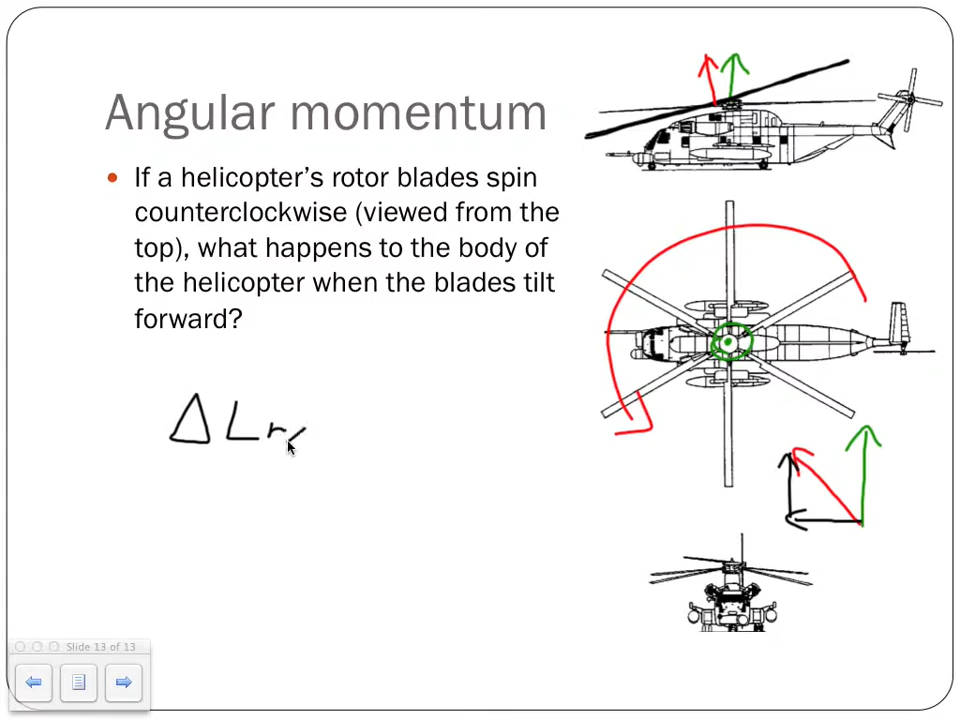 Angular momentum
• If a helicopter's rotor blades spin
counterclockwise (viewed from the
top), what happens to the body of
the helicopter when the blades tilt
forward?
Δ L r
Slide 13 of 13